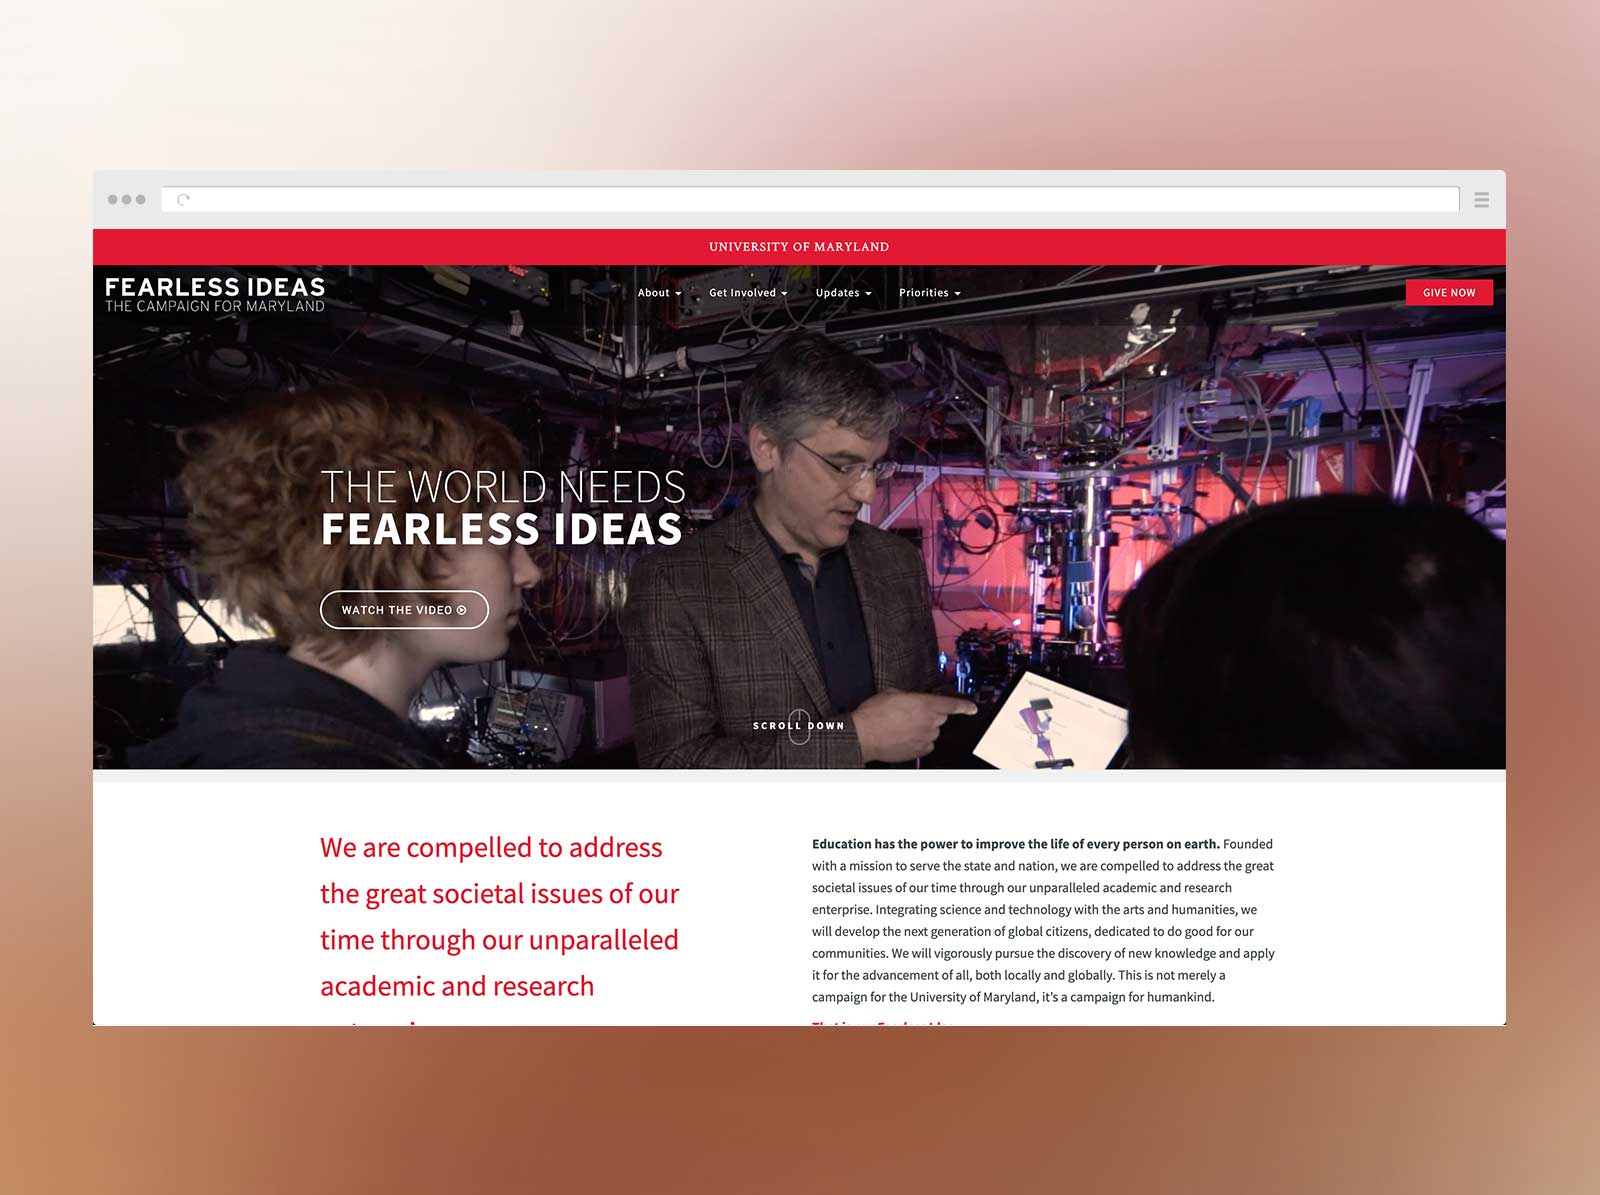 UNIVERSITY OF MARYLAND
FEARLESS IDEAS
THE CAMPAIGN FOR MARYLAND
About
Get Involved
Updates
Priorities
GIVE NOW
THE WORLD NEEDS
FEARLESS IDEAS
WATCH THE VIDEO
SCROLL DOWN
We are compelled to address
the great societal issues of our
time through our unparalleled
academic and research
Education has the power to improve the life of every person on earth. Founded
with a mission to serve the state and nation, we are compelled to address the great
societal issues of our time through our unparalleled academic and research
enterprise. Integrating science and technology with the arts and humanities, we
will develop the next generation of global citizens, dedicated to do good for our
communities. We will vigorously pursue the discovery of new knowledge and apply
it for the advancement of all, both locally and globally. This is not merely a
campaign for the University of Maryland, it's a campaign for humankind.